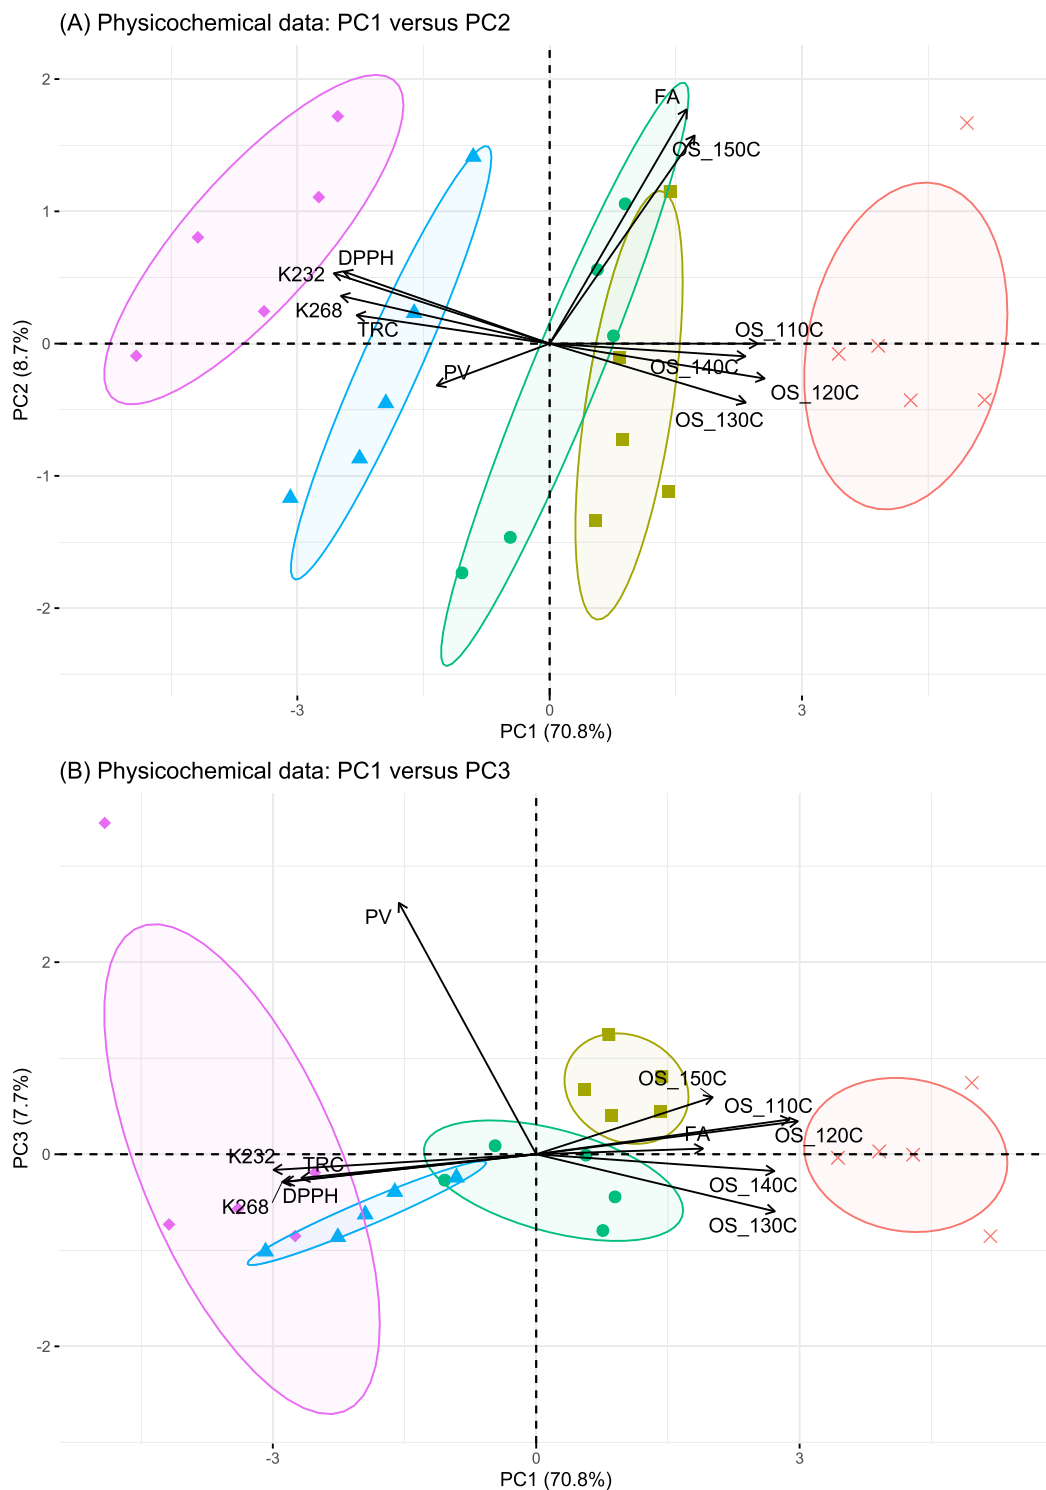 (A) Physicochemical data: PC1 versus PC2
2
1
0
-1
-2
PC2 (8.7%)
FA
OS_150C
DPPH
K232
K268
TRC
PV
OS_110C
OS_140C
OS_120C
OS_130C
-3
0
3
PC1 (70.8%)
(B) Physicochemical data: PC1 versus PC3
2
0
-2
PC3 (7.7%)
PV
OS_150C
OS_110C
FA
OS_120C
K232
TRC
DPPH
K268
OS_140C
OS_130C
-3
0
3
PC1 (70.8%)